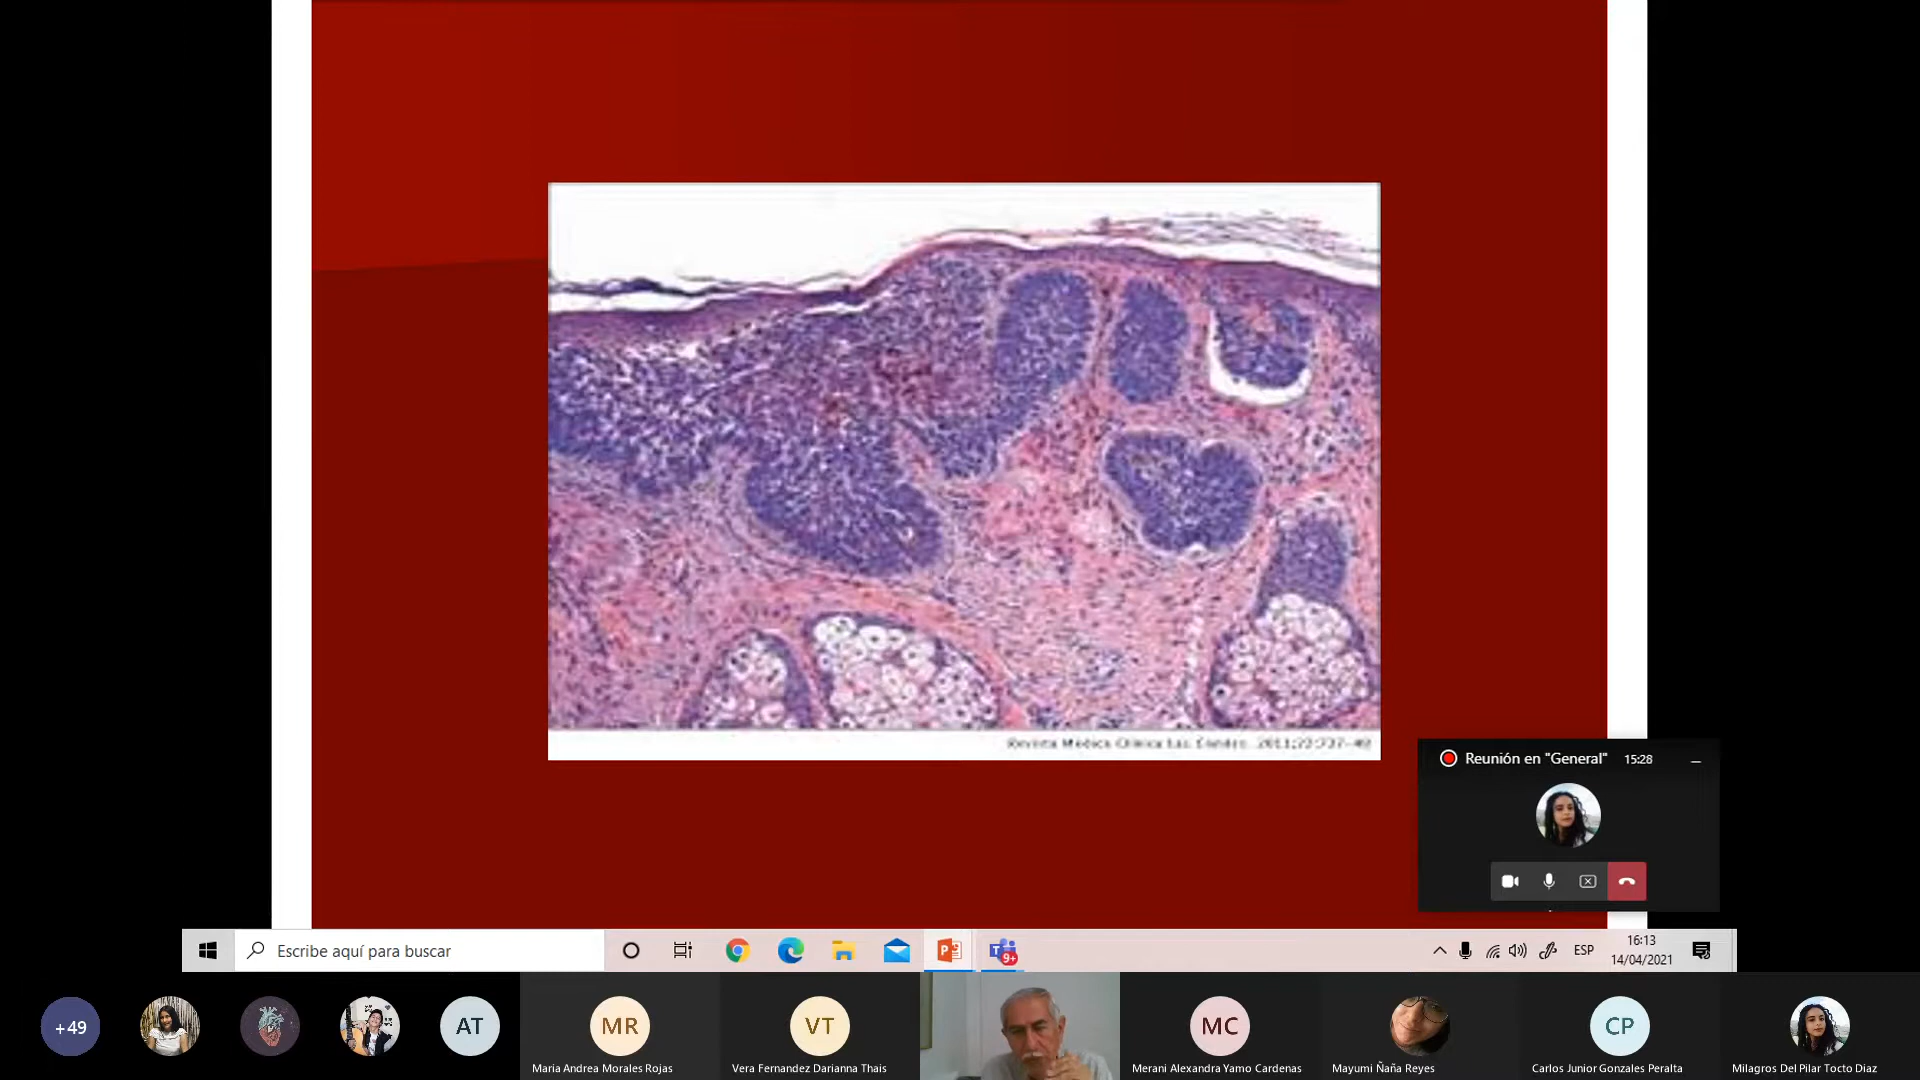 Revista Médica Clínica Las Condes. 2011;22:737-48
Reunión en "General" 15:28
Escribe aquí para buscar
9+
ESP
16:13
14/04/2021
+49
AT
MR
VT
MC
CP
Maria Andrea Morales Rojas
Vera Fernandez Darianna Thais
Merani Alexandra Yamo Cardenas
Mayumi Ñaña Reyes
Carlos Junior Gonzales Peralta
Milagros Del Pilar Tocto Diaz